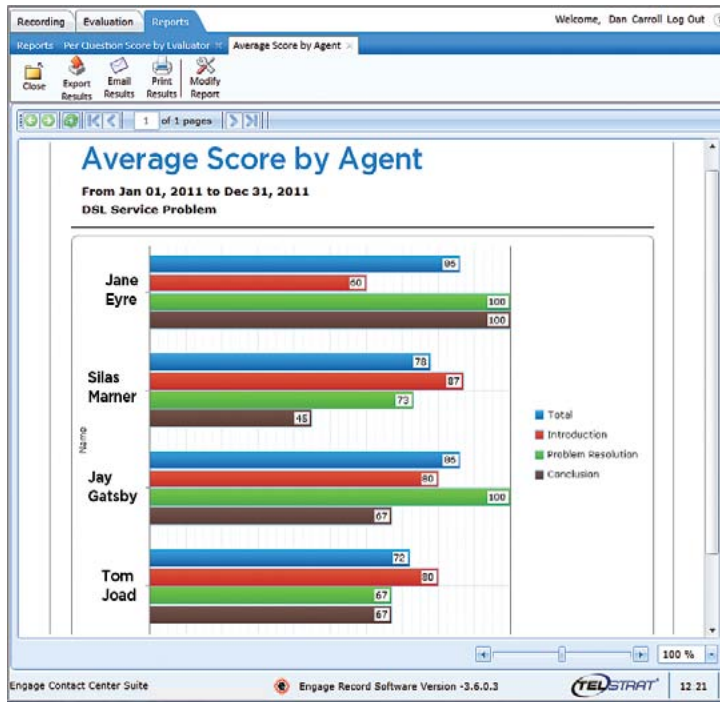 Recording Evaluation Reports Welcome, Dan Carroll Log Out
Reports Per Question Score by Evaluator × Average Score by Agent ×
Close Export Results Email Results Print Results Modify Report
1 of 1 pages
Average Score by Agent
From Jan 01, 2011 to Dec 31, 2011
DSL Service Problem
Jane
Eyre
60
100
100
Silas
Marner
78
87
73
45
Name
Total
Introduction
Problem Resolution
Conclusion
Jay
Gatsby
80
100
67
Tom
Joad
72
80
67
67
100 %
Engage Contact Center Suite Engage Record Software Version -3.6.0.3 TELSTRAT 12 21